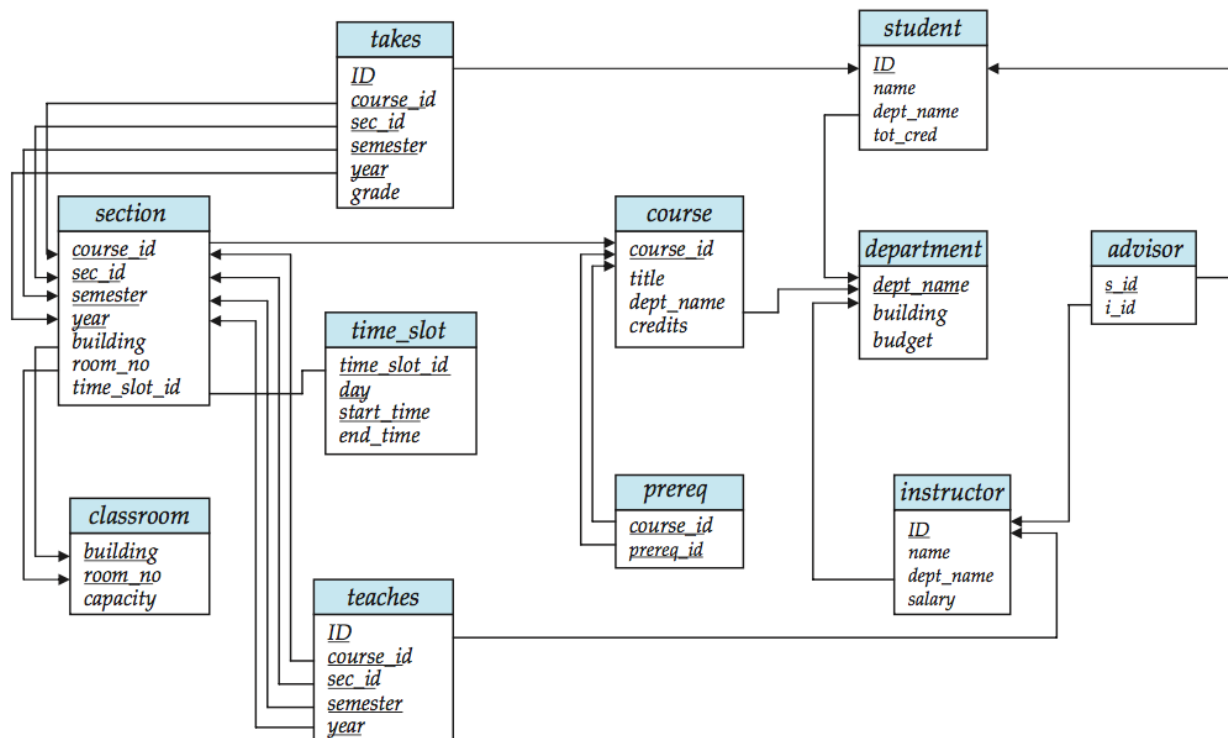 takes
ID
course_id
sec_id
semester
year
grade
student
ID
name
dept_name
tot_cred
section
course_id
sec_id
semester
year
building
room_no
time_slot_id
course
course_id
title
dept_name
credits
department
dept_name
building
budget
advisor
s_id
i_id
time_slot
time_slot_id
day
start_time
end_time
classroom
building
room_no
capacity
prereq
course_id
prereq_id
instructor
ID
name
dept_name
salary
teaches
ID
course_id
sec_id
semester
year